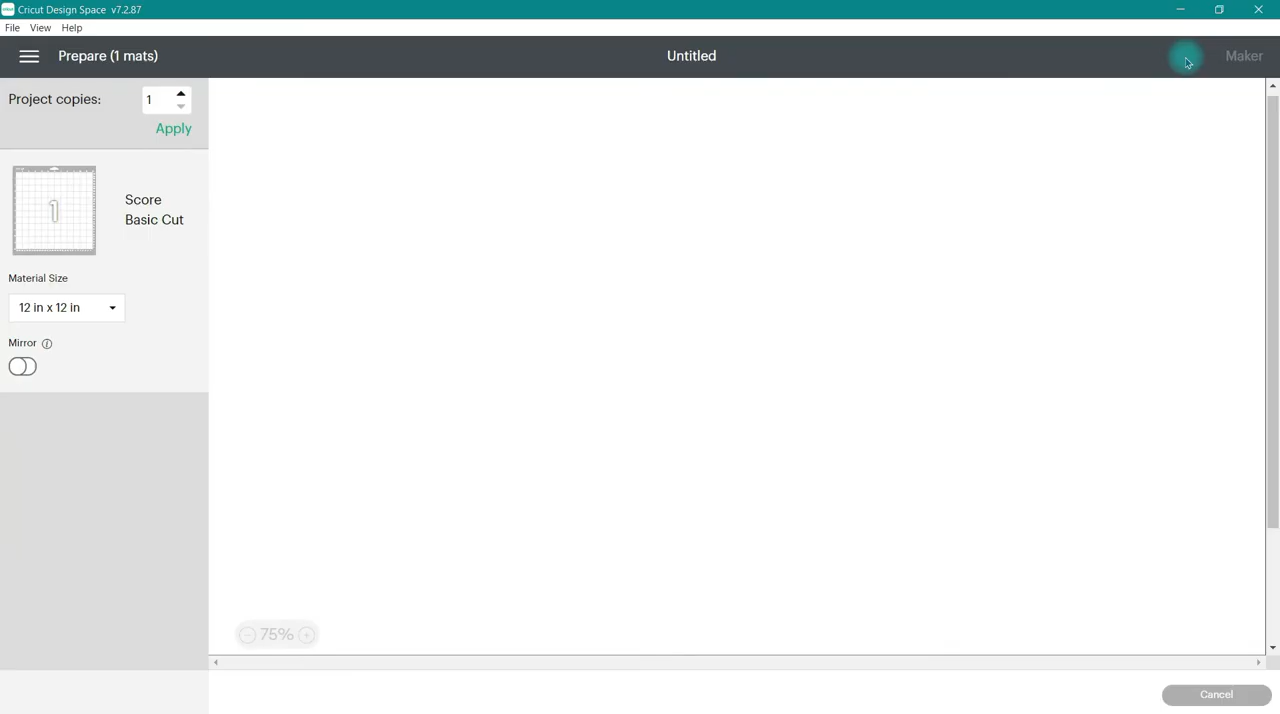 Cricut Design Space v7.2.87
File View Help
Prepare (1 mats)
Untitled
Maker
Project copies:
1
Apply
1
Score
Basic Cut
Material Size
12 in x 12 in
Mirror
75%
Cancel